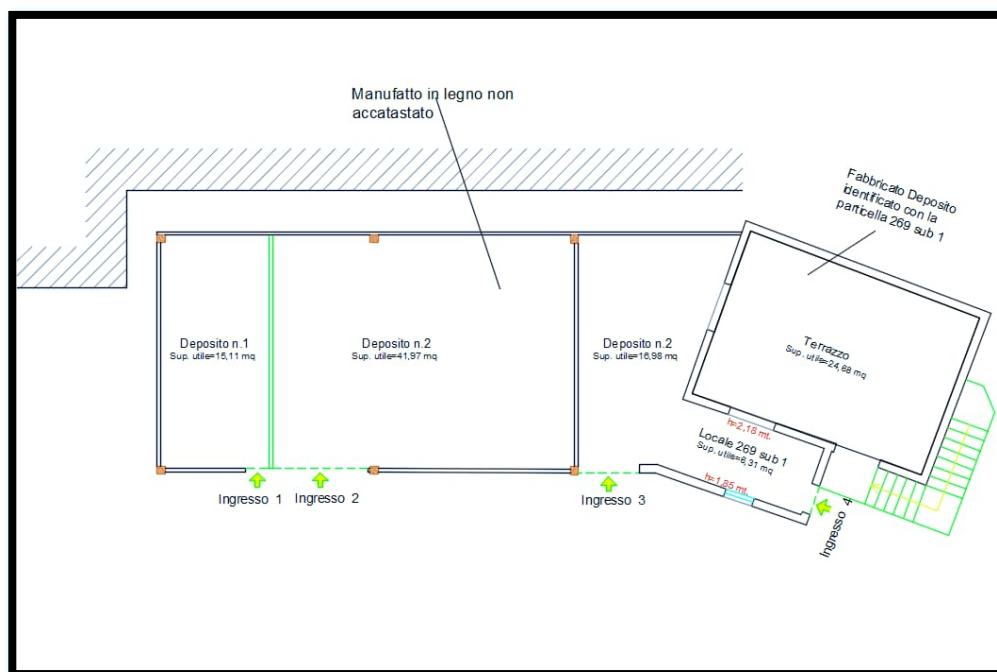 Manufatto in legno non
accatastato
Fabbricato Deposito
identificato con la
particella 269 sub 1
Deposito n.1
Sup. utile=15,11 mq
Deposito n.2
Sup. utile=41,97 mq
Deposito n.2
Sup. utile=16,98 mq
Terrazzo
Sup. utile=24,68 mq
h=2,18 mt.
Locale 269 sub 1
Sup. utile=6,31 mq
h=1,85 mt.
Ingresso 1
Ingresso 2
Ingresso 3
Ingresso 4